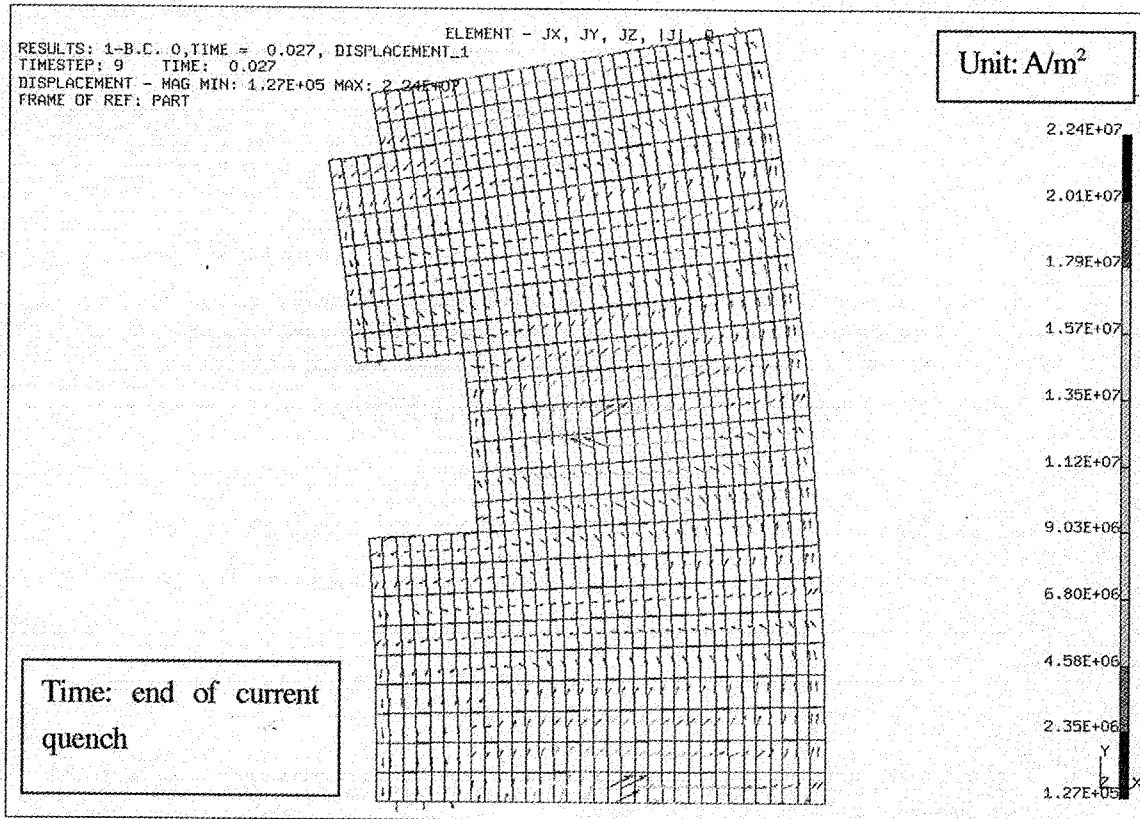 ELEMENT - JX, JY, JZ, |J|, Q
RESULTS: 1-B.C. 0,TIME = 0.027, DISPLACEMENT_1
TIMESTEP: 9 TIME: 0.027
DISPLACEMENT - MAG MIN: 1.27E+05 MAX: 2.24E+07
FRAME OF REF: PART
Unit: A/m²
2.24E+07
2.01E+07
1.79E+07
1.57E+07
1.35E+07
1.12E+07
9.03E+06
6.80E+06
4.58E+06
2.35E+06
1.27E+05
Y
Z X
Time: end of current
quench